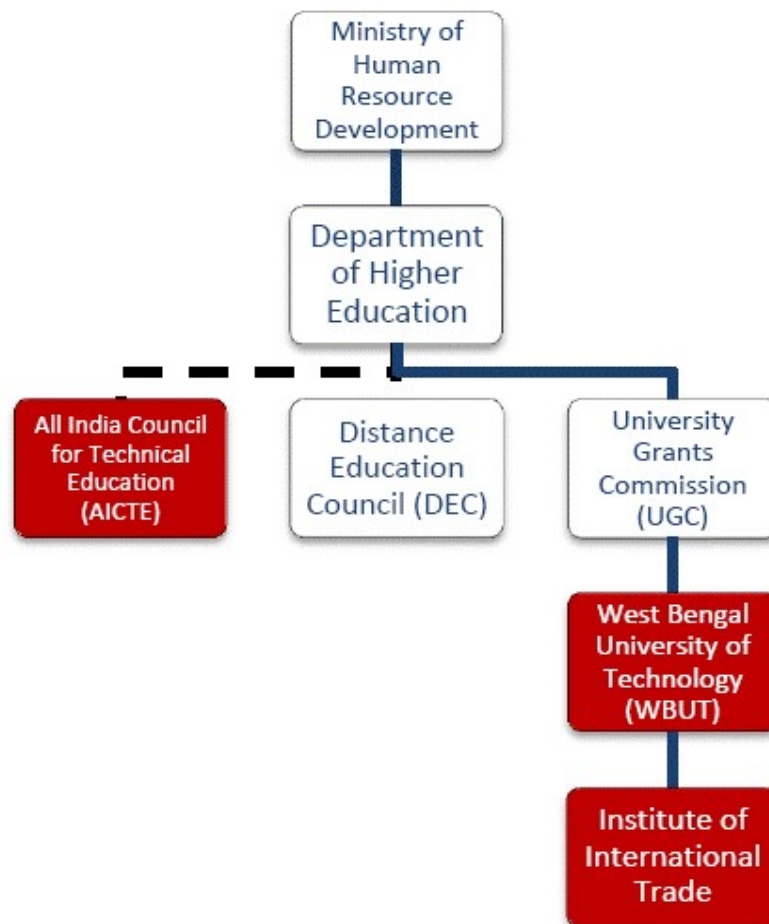 Ministry of
Human
Resource
Development
Department
of Higher
Education
All India Council
for Technical
Education
(AICTE)
Distance
Education
Council (DEC)
University
Grants
Commission
(UGC)
West Bengal
University of
Technology
(WBUT)
Institute of
International
Trade